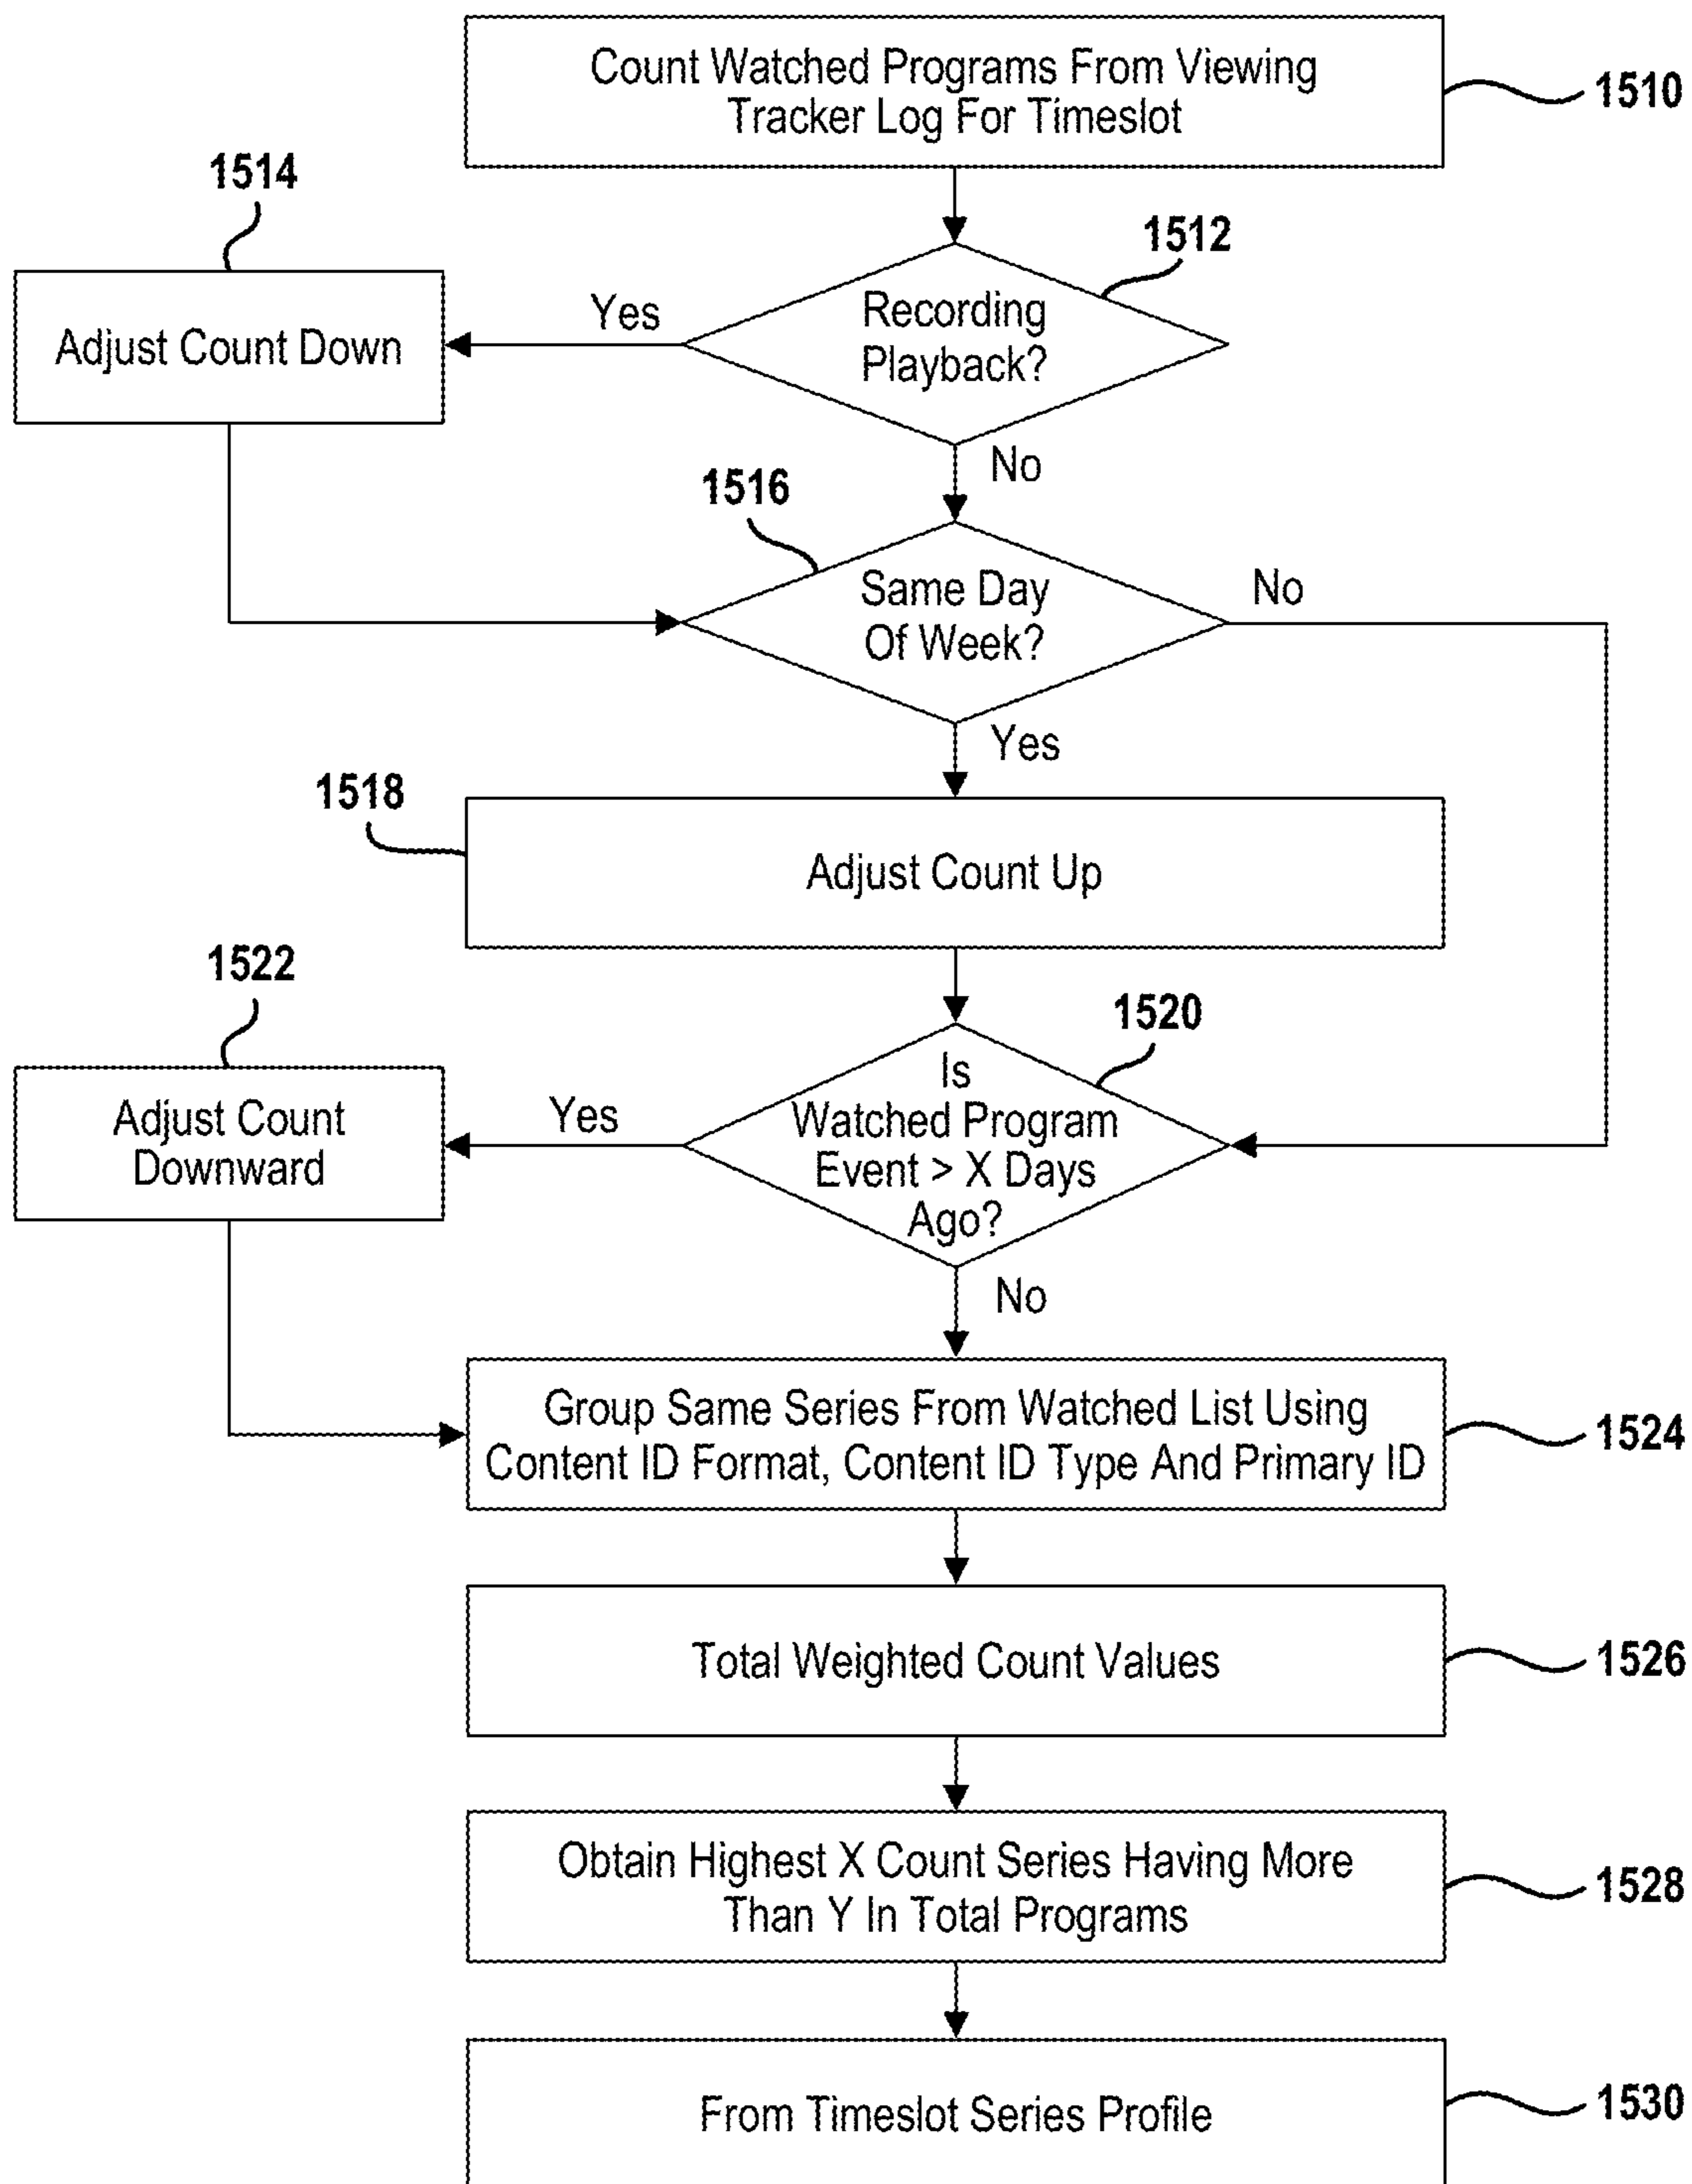 Count Watched Programs From Viewing
Tracker Log For Timeslot
1510
1514
1512
Adjust Count Down
Yes
Recording
Playback?
No
1516
Same Day
Of Week?
No
Yes
1518
Adjust Count Up
1522
1520
Adjust Count
Downward
Yes
Is
Watched Program
Event > X Days
Ago?
No
Group Same Series From Watched List Using
Content ID Format, Content ID Type And Primary ID
1524
Total Weighted Count Values
1526
Obtain Highest X Count Series Having More
Than Y In Total Programs
1528
From Timeslot Series Profile
1530